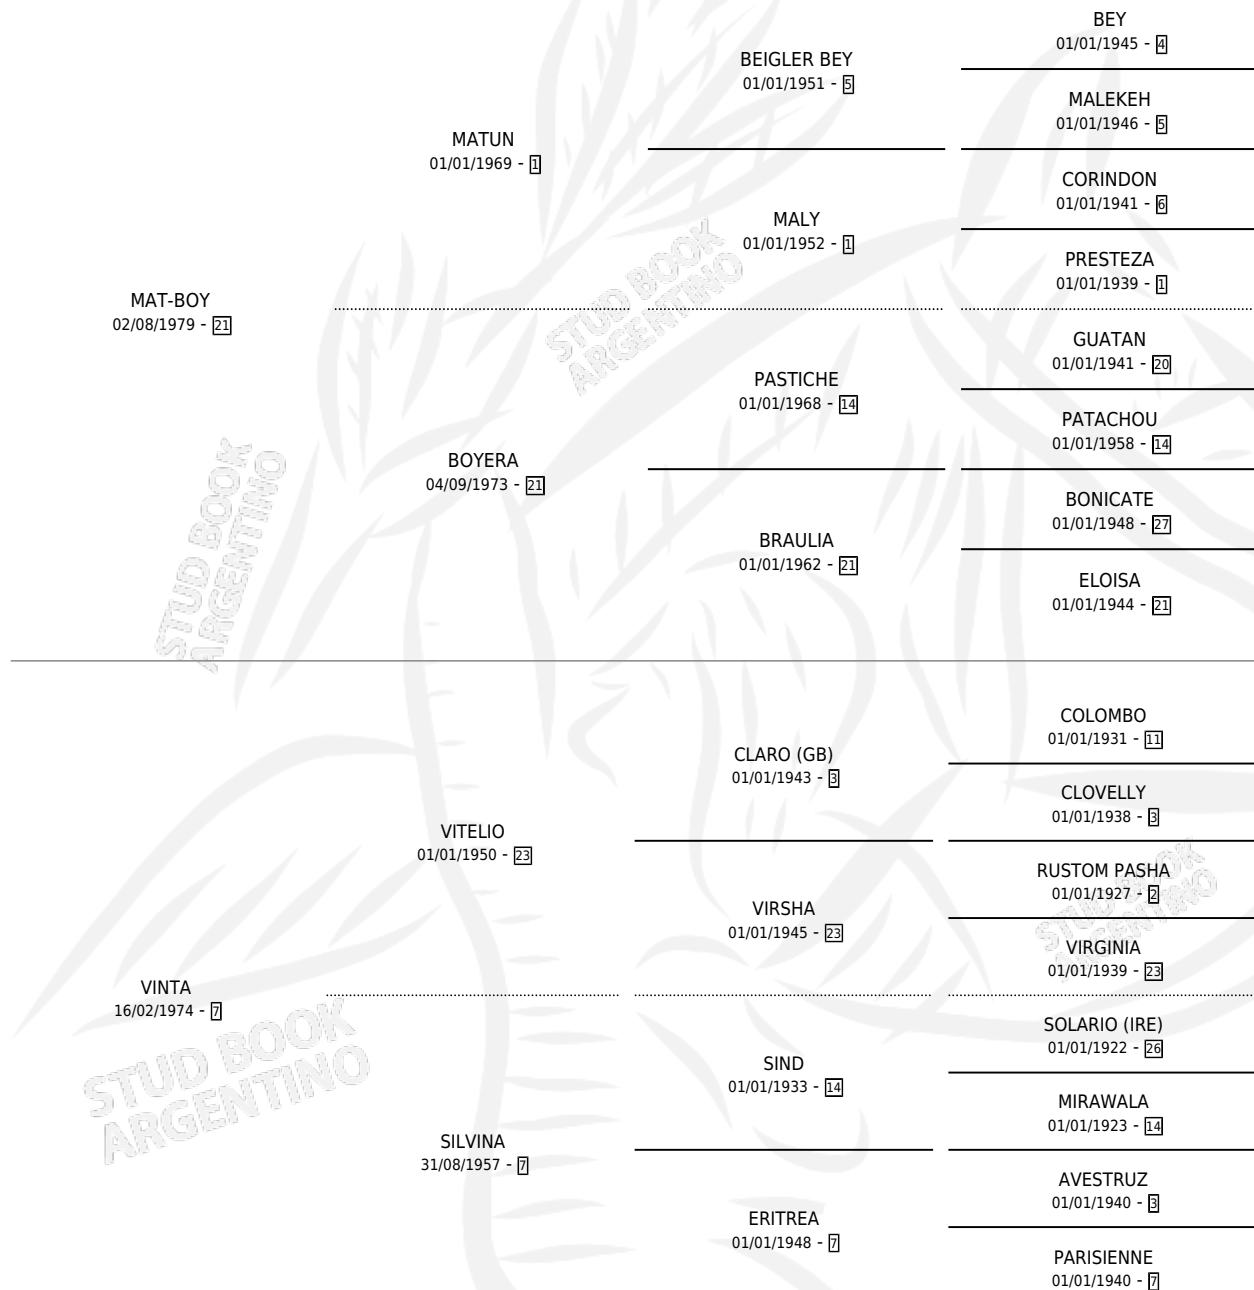 BEY
01/01/1945 - 4
BEIGLER BEY
01/01/1951 - 5
MALEKEH
01/01/1946 - 5
MATUN
01/01/1969 - 1
CORINDON
01/01/1941 - 6
MALY
01/01/1952 - 1
PRESTEZA
01/01/1939 - 1
MAT-BOY
02/08/1979 - 21
GUATAN
01/01/1941 - 20
PASTICHE
01/01/1968 - 14
PATACHOU
01/01/1958 - 14
BOYERA
04/09/1973 - 21
BONICATE
01/01/1948 - 27
BRAULIA
01/01/1962 - 21
ELOISA
01/01/1944 - 21
COLOMBO
01/01/1931 - 11
CLARO (GB)
01/01/1943 - 3
CLOVELLY
01/01/1938 - 3
VITELIO
01/01/1950 - 23
RUSTOM PASHA
01/01/1927 - 2
VIRSHA
01/01/1945 - 23
VIRGINIA
01/01/1939 - 23
VINTA
16/02/1974 - 7
SOLARIO (IRE)
01/01/1922 - 26
SIND
01/01/1933 - 14
MIRAWALA
01/01/1923 - 14
SILVINA
31/08/1957 - 7
AVESTRUZ
01/01/1940 - 3
ERITREA
01/01/1948 - 7
PARISIENNE
01/01/1940 - 7
STUD BOOK
ARGENTINO
STUD BOOK
ARGENTINO
STUD BOOK
ARGENTINO
STUD BOOK
ARGENTINO